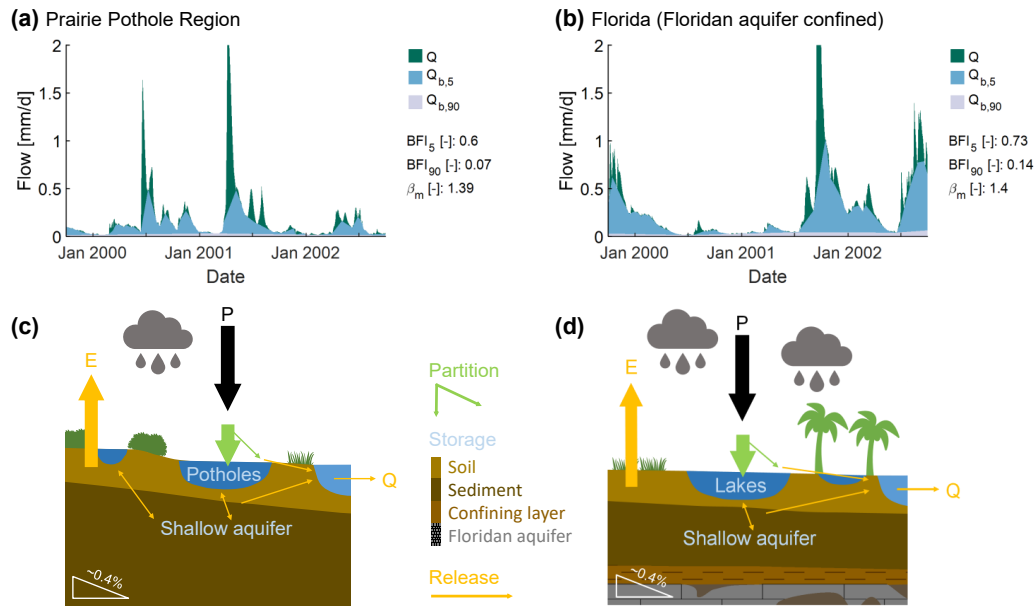 (a) Prairie Pothole Region
2
1.5
1
0.5
0
Flow [mm/d]
Jan 2000
Jan 2001
Jan 2002
Date
Q
Qb,5
Qb,90
BFI5 [-]: 0.6
BFI90 [-]: 0.07
βm [-]: 1.39
(b) Florida (Floridan aquifer confined)
2
1.5
1
0.5
0
Flow [mm/d]
Jan 2000
Jan 2001
Jan 2002
Date
Q
Qb,5
Qb,90
BFI5 [-]: 0.73
BFI90 [-]: 0.14
βm [-]: 1.4
(c)
P
E
Potholes
Q
Shallow aquifer
~0.4%
Partition
Storage
Soil
Sediment
Confining layer
Floridan aquifer
Release
(d)
P
E
Lakes
Q
Shallow aquifer
~0.4%